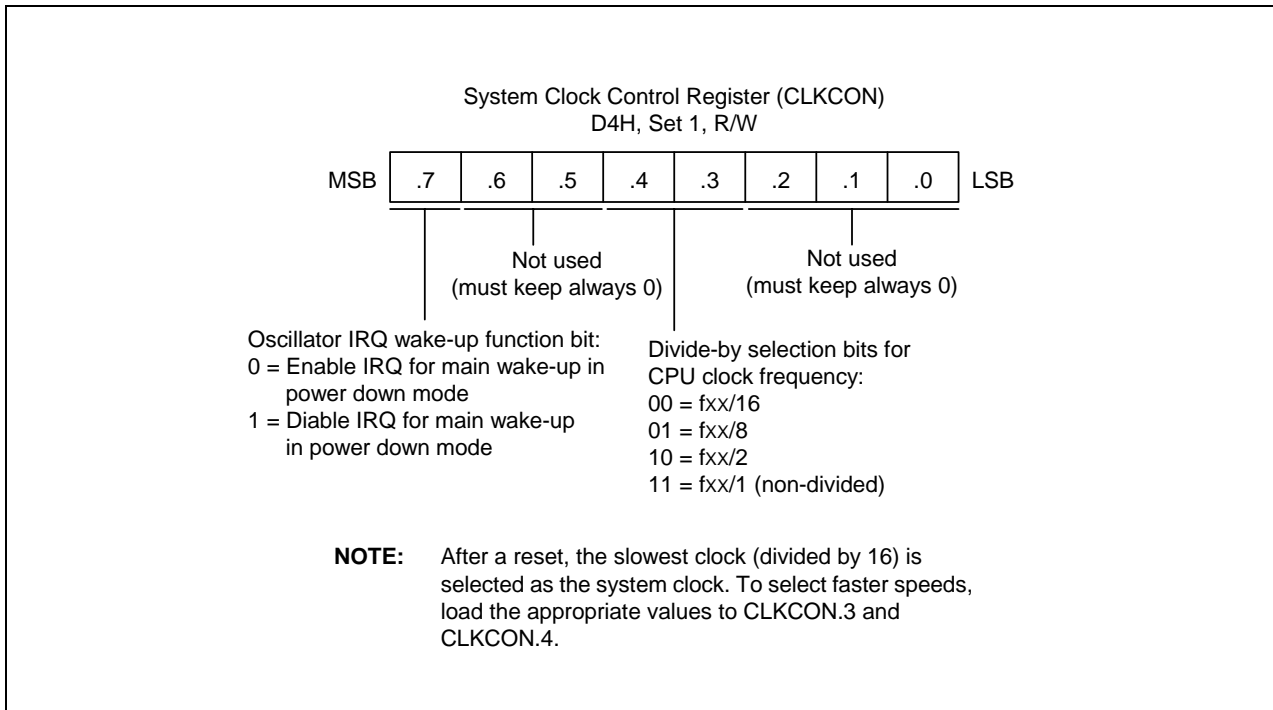 System Clock Control Register (CLKCON)
D4H, Set 1, R/W
MSB .7 .6 .5 .4 .3 .2 .1 .0 LSB
Not used
(must keep always 0)
Not used
(must keep always 0)
Oscillator IRQ wake-up function bit:
0 = Enable IRQ for main wake-up in
power down mode
1 = Diable IRQ for main wake-up
in power down mode
Divide-by selection bits for
CPU clock frequency:
00 = fxx/16
01 = fxx/8
10 = fxx/2
11 = fxx/1 (non-divided)
NOTE: After a reset, the slowest clock (divided by 16) is
selected as the system clock. To select faster speeds,
load the appropriate values to CLKCON.3 and
CLKCON.4.